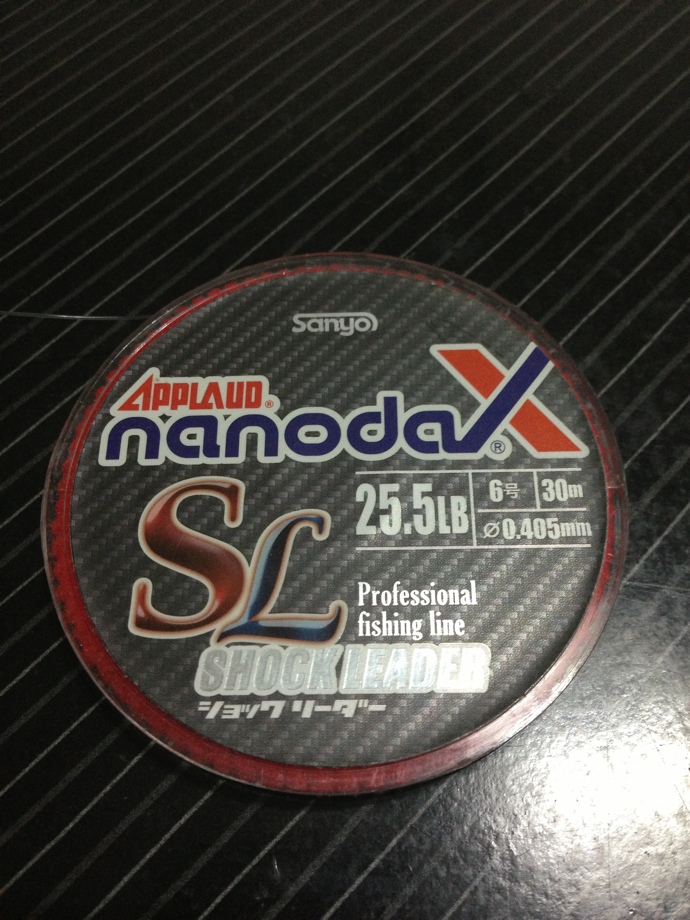 Sanyo
APPLAUD®
nanodaX®
SL
25.5LB
6号
30m
Ø0.405mm
Professional
fishing line
SHOCK LEADER
ショック リーダー